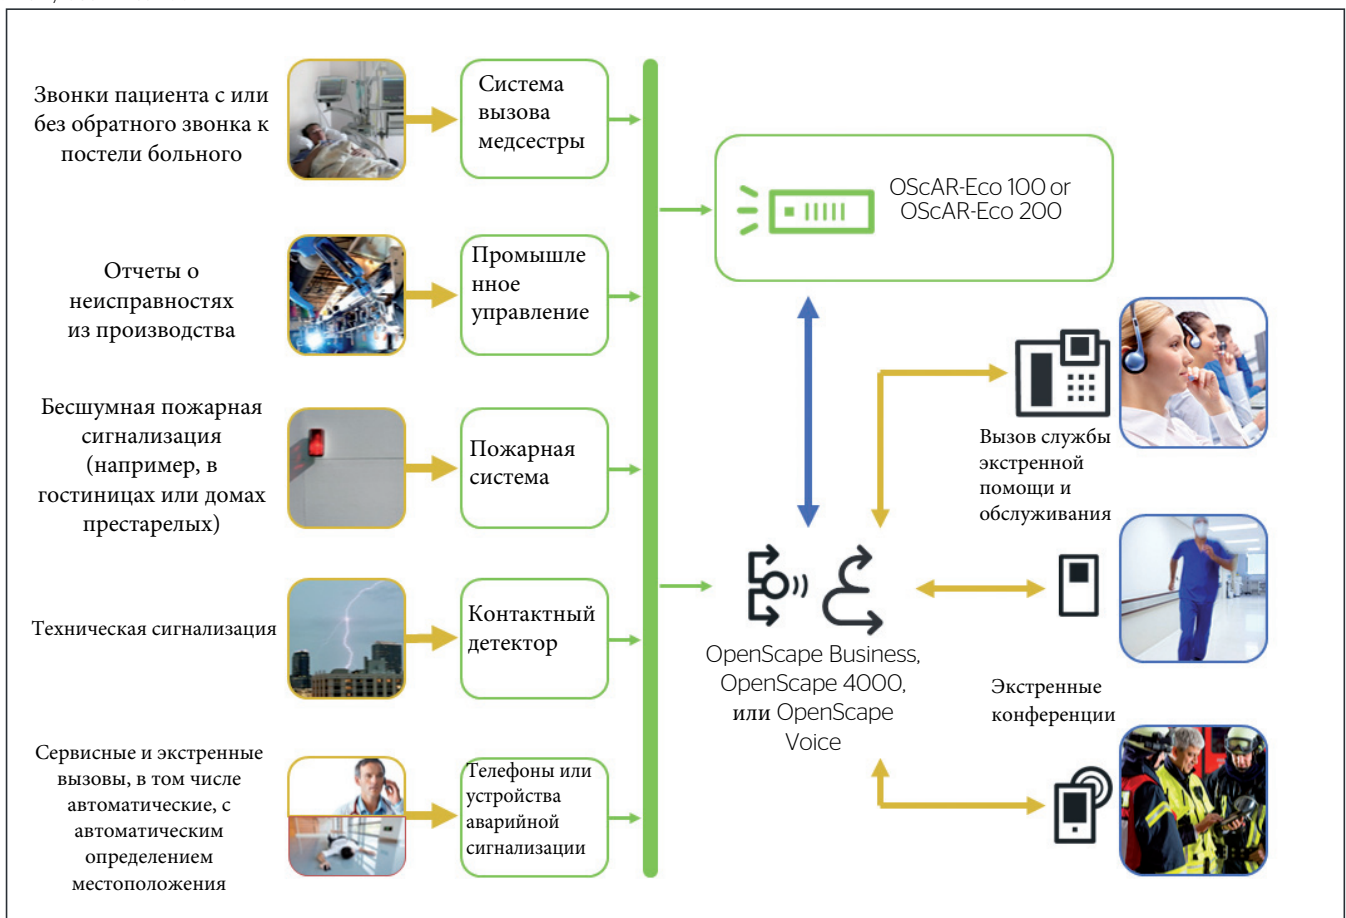 Звонки пациента с или
без обратного звонка к
постели больного
Система
вызова
медсестры
OScAR-Eco 100 or
OScAR-Eco 200
Отчеты о
неисправностях
из производства
Промышле
нное
управление
Бесшумная пожарная
сигнализация
(например, в
гостиницах или домах
престарелых)
Пожарная
система
Вызов службы
экстренной
помощи и
обслуживания
Техническая сигнализация
Контактный
детектор
OpenScape Business,
OpenScape 4000,
или OpenScape
Voice
Экстренные
конференции
Сервисные и экстренные
вызовы, в том числе
автоматические, с
автоматическим
определением
местоположения
Телефоны или
устройства
аварийной
сигнализации